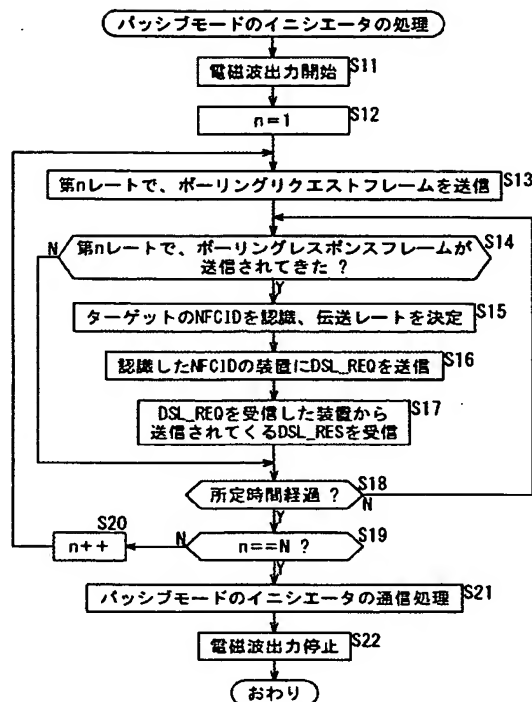 パッシブモードのイニシエータの処理
S11
電磁波出力開始
S12
n=1
S13
第nレートで、ポーリングリクエストフレームを送信
S14
N
第nレートで、ポーリングレスポンスフレームが
送信されてきた ?
Y
S15
ターゲットのNFCIDを認識、伝送レートを決定
S16
認識したNFCIDの装置にDSL_REQを送信
S17
DSL_REQを受信した装置から
送信されてくるDSL_RESを受信
S18
所定時間経過 ?
N
Y
S20
n++
N
S19
n==N ?
Y
S21
パッシブモードのイニシエータの通信処理
S22
電磁波出力停止
おわり